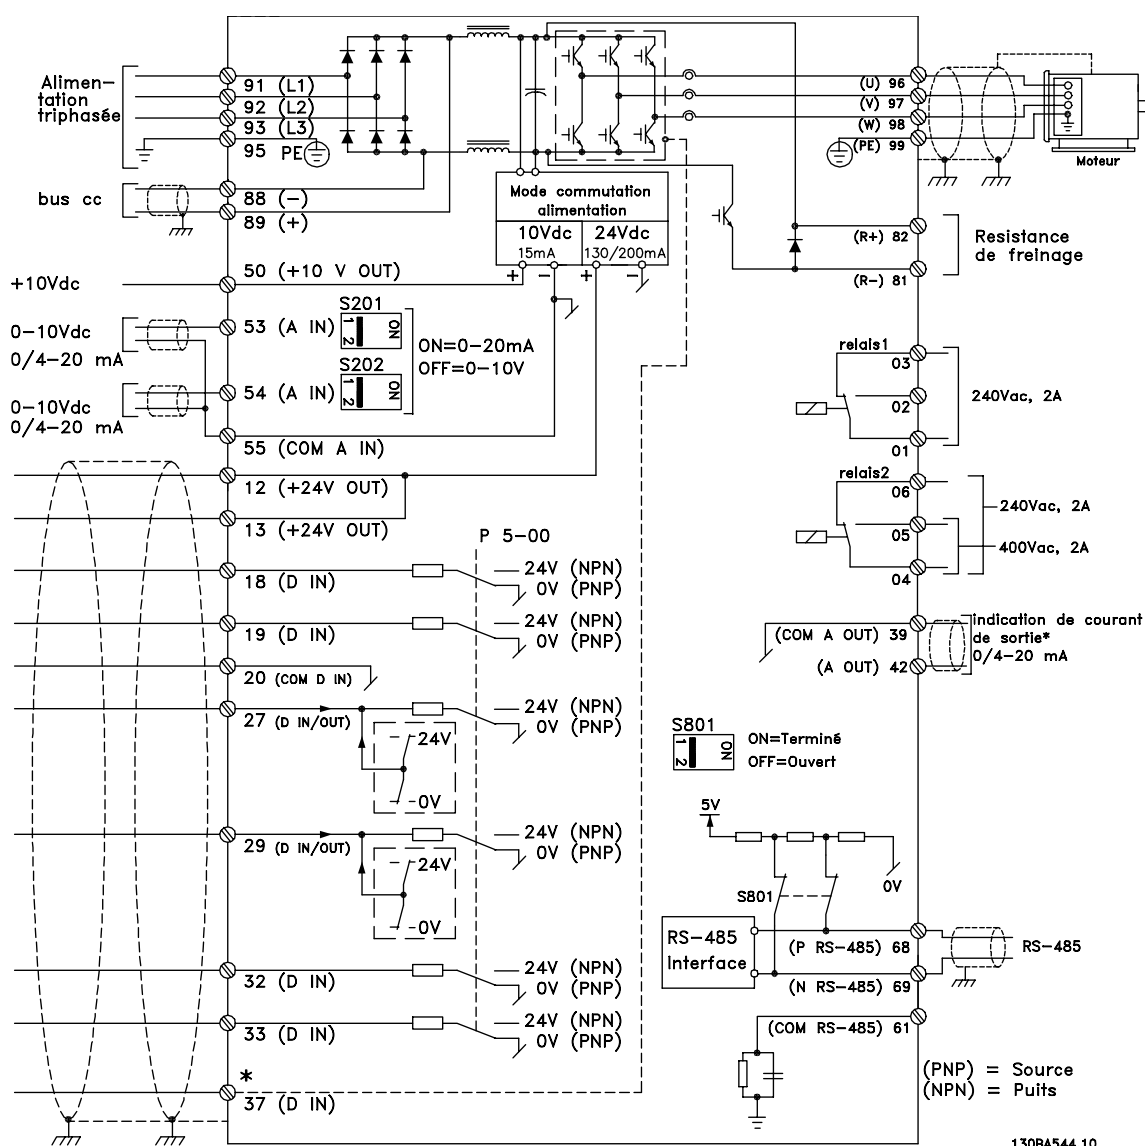 Alimen-
tation
triphasée
91 (L1)
92 (L2)
93 (L3)
95 PE
bus cc
88 (−)
89 (+)
+10Vdc
50 (+10 V OUT)
0−10Vdc
0/4−20 mA
53 (A IN)
S201
1 2
ON
ON=0−20mA
OFF=0−10V
0−10Vdc
0/4−20 mA
54 (A IN)
S202
1 2
ON
55 (COM A IN)
12 (+24V OUT)
13 (+24V OUT)
Mode commutation
alimentation
10Vdc
15mA
24Vdc
130/200mA
+ − + −
(U) 96
(V) 97
(W) 98
(PE) 99
Moteur
(R+) 82
(R−) 81
Resistance
de freinage
relais1
03
02
01
240Vac, 2A
relais2
06
05
04
240Vac, 2A
400Vac, 2A
P 5-00
18 (D IN)
24V (NPN)
0V (PNP)
19 (D IN)
24V (NPN)
0V (PNP)
20 (COM D IN)
27 (D IN/OUT)
24V (NPN)
0V (PNP)
24V
0V
29 (D IN/OUT)
24V (NPN)
0V (PNP)
24V
0V
32 (D IN)
24V (NPN)
0V (PNP)
33 (D IN)
24V (NPN)
0V (PNP)
*
37 (D IN)
(COM A OUT) 39
(A OUT) 42
indication de courant
de sortie*
0/4−20 mA
S801
1 2
ON
ON=Terminé
OFF=Ouvert
5V
S801
0V
RS-485
Interface
(P RS-485) 68
(N RS-485) 69
(COM RS-485) 61
RS-485
(PNP) = Source
(NPN) = Puits
130BA544.10